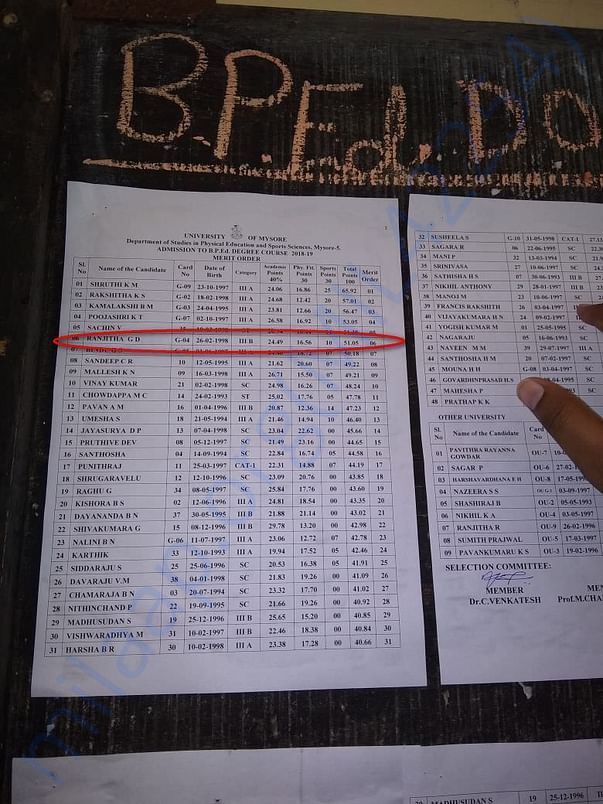 B.P.Ed. Do
UNIVERSITY OF MYSORE
Department of Studies in Physical Education and Sports Sciences, Mysore-5.
ADMISSION TO B.P.Ed. DEGREE COURSE 2018-19
MERIT ORDER
Sl. No Name of the Candidate Card No Date of Birth Category Academic Points 40% Phy. Fit. Points 30 Sports Points 30 Total Points 100 Merit Order
01 SHRUTHI K M G-09 23-10-1997 III A 24.06 16.86 25 65.92 01
02 RAKSHITHA K S G-02 18-02-1998 III A 24.68 12.42 20 57.01 02
03 KAMALAKSHI B M G-03 24-04-1995 III A 23.81 12.66 20 56.47 03
04 POOJASHRI K T G-07 02-10-1997 III A 26.58 16.92 10 53.05 04
05 SACHIN V
06 RANJITHA G D G-04 26-02-1998 III B 24.49 16.56 10 51.05 06
07 50.18 07
08 SANDEEP C R 10 12-05-1995 III A 21.62 20.60 07 49.22 08
09 MALLESH K N 09 16-03-1998 III A 26.71 15.50 07 49.21 09
10 VINAY KUMAR 21 02-02-1998 SC 24.98 16.26 07 48.24 10
11 CHOWDAPPA M C 14 24-02-1993 ST 25.02 17.76 05 47.78 11
12 PAVAN A M 16 01-04-1996 III B 20.87 12.36 14 47.23 12
13 UMESHA S 18 21-05-1994 III A 21.46 14.94 10 46.40 13
14 JAYASURYA D P 13 07-04-1998 SC 23.04 22.62 00 45.66 14
15 PRUTHIVE DEV 08 05-12-1997 SC 21.49 23.16 00 44.65 15
16 SANTHOSHA 04 14-09-1994 SC 22.84 16.74 05 44.58 16
17 PUNITHRAJ 11 25-03-1997 CAT-1 22.31 14.88 07 44.19 17
18 SHRUGARAVELU 12 12-10-1996 SC 23.09 20.76 00 43.85 18
19 RAGHU G 34 08-05-1997 SC 25.84 17.76 00 43.60 19
20 KISHORA B N 02 12-06-1996 III A 24.81 18.54 00 43.35 20
21 DAYANANDA B N 37 30-05-1995 III B 21.88 21.14 00 43.02 21
22 SHIVAKUMARA G 15 08-12-1996 III B 29.78 13.20 00 42.98 22
23 NALINI B N G-06 11-07-1997 III A 23.06 12.72 07 42.78 23
24 KARTHIK 33 12-10-1993 III A 19.94 17.52 05 42.46 24
25 SIDDARAJU S 25 25-06-1996 SC 20.53 16.38 05 41.91 25
26 DAVARAJU V.M 38 04-01-1998 SC 21.83 19.26 00 41.09 26
27 CHAMARAJA B N 03 20-07-1994 SC 23.32 17.70 00 41.02 27
28 NITHINCHAND P 22 19-09-1995 SC 21.66 19.26 00 40.92 28
29 MADHUSUDAN S 19 25-12-1996 III B 25.65 15.20 00 40.85 29
30 VISHWARADHYA M 31 10-02-1997 III B 22.46 18.38 00 40.84 30
31 HARSHA B R 30 10-02-1998 III A 23.38 17.28 00 40.66 31
32 SUSHEELA S G-10 31-05-1998 CAT-1 27.13
33 SAGARA R 06 22-06-1995 SC
34 MANI P 32 13-03-1994 SC
35 SRINIVASA 27 10-06-1997 SC
36 SATHISHA H S 30-06-1993 III B
37 NIKHIL ANTHONY 29 28-01-1997 III B
38 MANOJ M 23 10-06-1997 SC
39 FRANCIS RAKSHITH 26 03-04-1997
40 VIJAYAKUMARA H N 24 09-02-1997
41 YOGISH KUMAR M 01 25-05-1995 SC
42 NAGARAJU 05 16-06-1993 SC
43 NAVEEN M M 39 29-07-1997 III A
44 SANTHOSHA H M 20 07-02-1997 SC
45 MOUNA H H G-08 03-04-1997 SC
46 GOVARDHINPRASAD H.S -04-1995 SC
47 MAHESHA P SC
48 PRATHAP K K
OTHER UNIVERSITY
Sl. No Name of the Candidate Card No
01 PAVITHRA RAYANNA GOWDAR OU-7 10-0
02 SAGAR P OU-6 27-02-
03 HARSHAVARDHANA E H OU-8 17-05-
04 NAZEERA S S 03-09-1997
05 SHASHIRAJ B OU-2 05-05-1993
06 NIKHIL K A OU-4 03-05-1997
07 RANJITHA R OU-9 26-02-
08 SUMITH PRAJWAL OU-5 17-03-1997
09 PAVANKUMARU K S OU-3 19-02-1996
SELECTION COMMITTEE:
MEMBER MEM
Dr.C.VENKATESH Prof.M.CHA
MADHUSUDAN S 19 25-12-1996
milaap